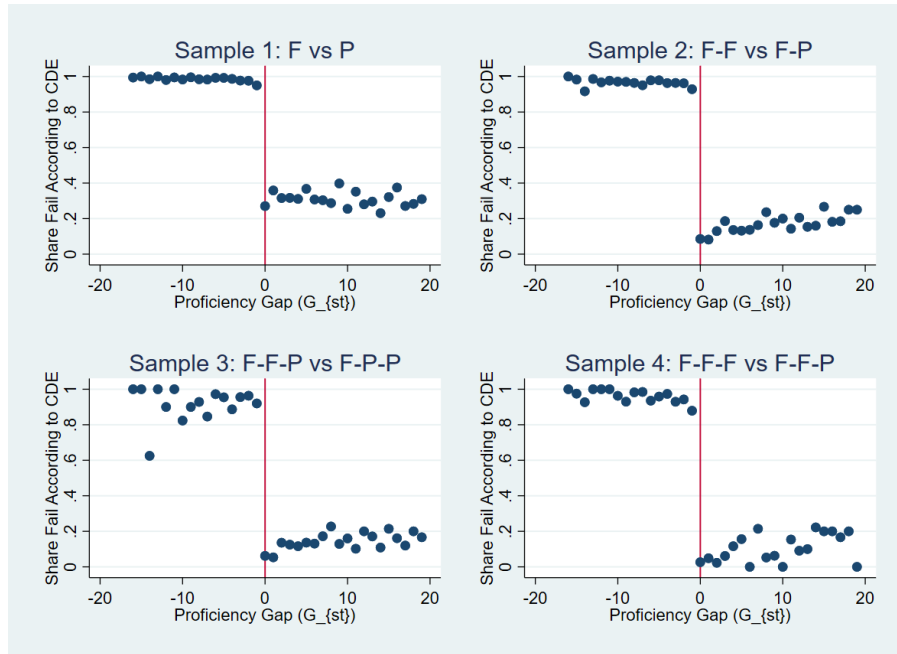 Sample 1: F vs P
Share Fail According to CDE
0 .2 .4 .6 .8 1
-20 -10 0 10 20
Proficiency Gap (G_{st})
Sample 2: F-F vs F-P
Share Fail According to CDE
0 .2 .4 .6 .8 1
-20 -10 0 10 20
Proficiency Gap (G_{st})
Sample 3: F-F-P vs F-P-P
Share Fail According to CDE
0 .2 .4 .6 .8 1
-20 -10 0 10 20
Proficiency Gap (G_{st})
Sample 4: F-F-F vs F-F-P
Share Fail According to CDE
0 .2 .4 .6 .8 1
-20 -10 0 10 20
Proficiency Gap (G_{st})